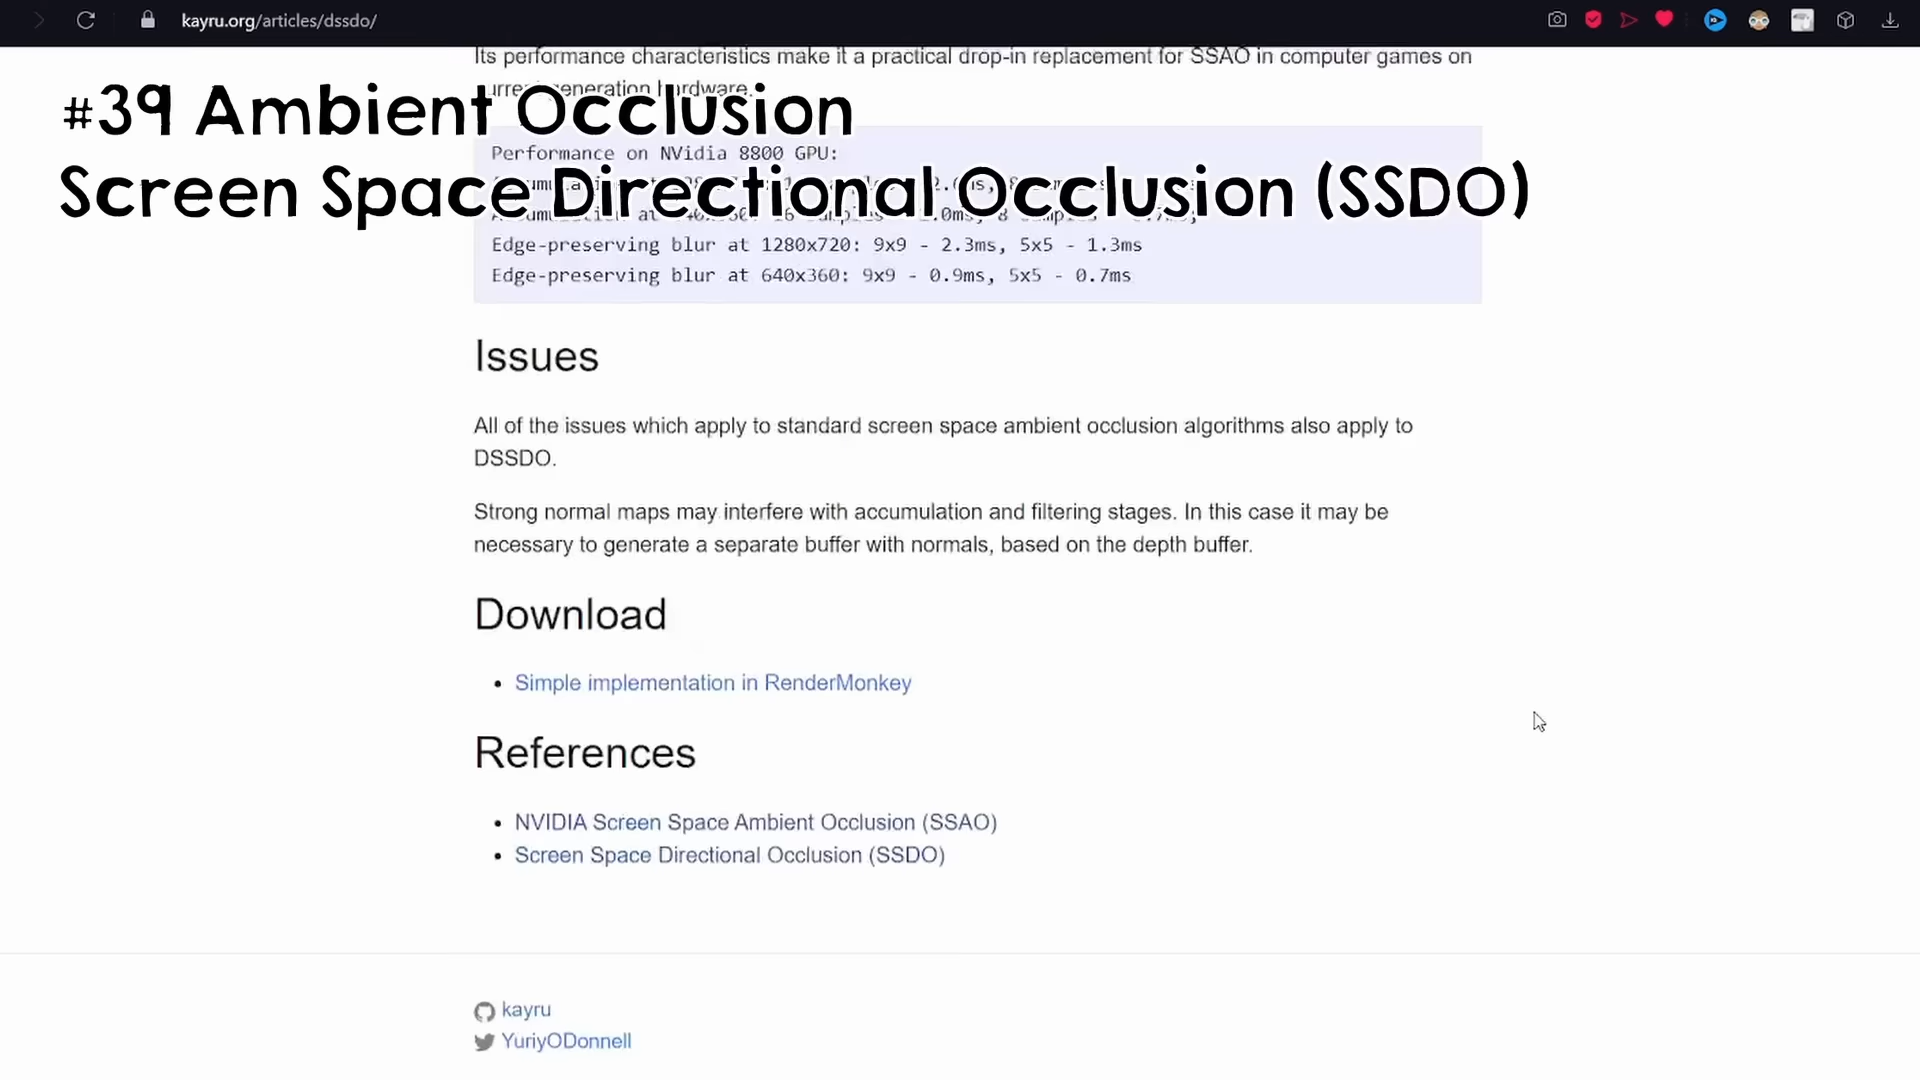 kayru.org/articles/dssdo/
Its performance characteristics make it a practical drop-in replacement for SSAO in computer games on
generation hardware.
#39 Ambient Occlusion
Performance on NVidia 8800 GPU:
Screen Space Directional Occlusion (SSDO)
Edge-preserving blur at 1280x720: 9x9 - 2.3ms, 5x5 - 1.3ms
Edge-preserving blur at 640x360: 9x9 - 0.9ms, 5x5 - 0.7ms
Issues
All of the issues which apply to standard screen space ambient occlusion algorithms also apply to
DSSDO.
Strong normal maps may interfere with accumulation and filtering stages. In this case it may be
necessary to generate a separate buffer with normals, based on the depth buffer.
Download
• Simple implementation in RenderMonkey
References
• NVIDIA Screen Space Ambient Occlusion (SSAO)
• Screen Space Directional Occlusion (SSDO)
kayru
YuriyODonnell